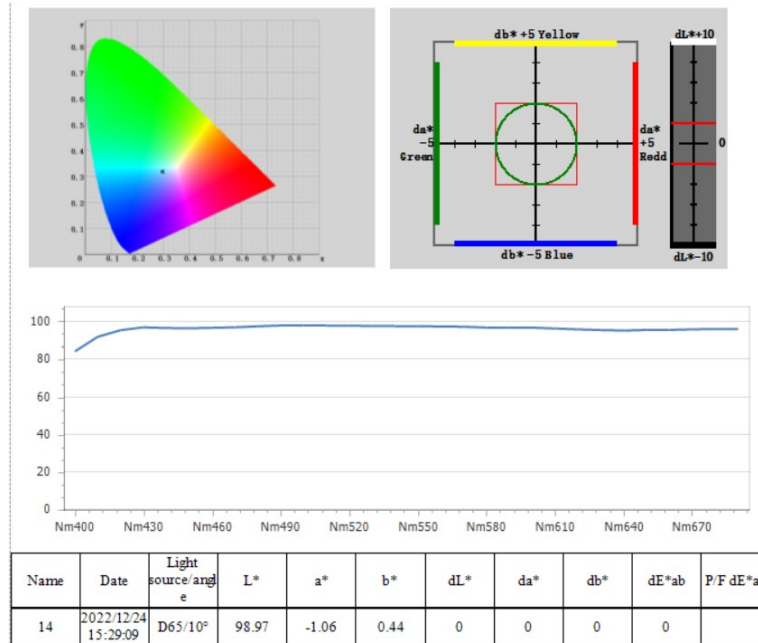 y
0.8
0.7
0.6
0.5
0.4
0.3
0.2
0.1
0 0.1 0.2 0.3 0.4 0.5 0.6 0.7 0.8 x
db* +5 Yellow
da*
-5
Green
da*
+5
Redd
db* -5 Blue
dL*+10
0
dL*-10
100
80
60
40
20
0
Nm400 Nm430 Nm460 Nm490 Nm520 Nm550 Nm580 Nm610 Nm640 Nm670
Name Date Light source/angl e L* a* b* dL* da* db* dE*ab P/F dE*a
14 2022/12/24 15:29:09 D65/10° 98.97 -1.06 0.44 0 0 0 0